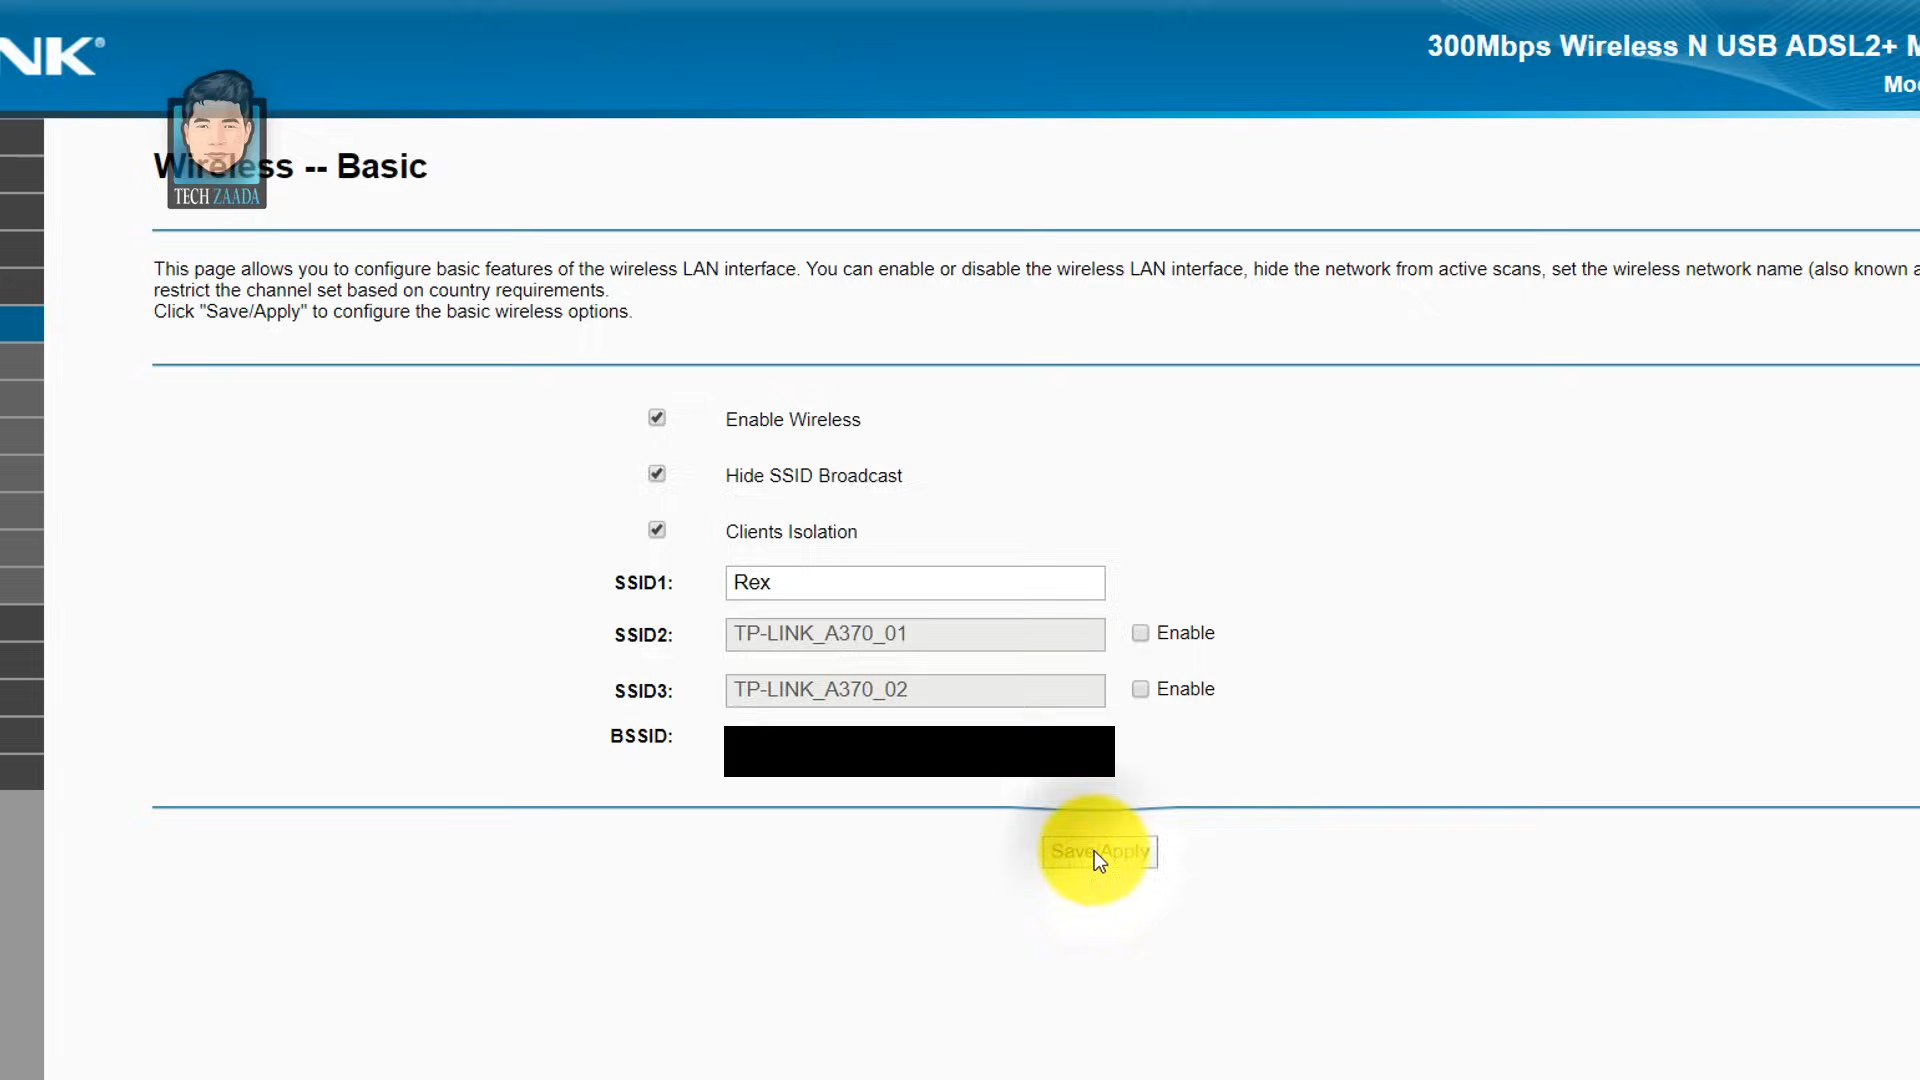 NK®
300Mbps Wireless N USB ADSL2+
TECH ZAADA
Wireless -- Basic
This page allows you to configure basic features of the wireless LAN interface. You can enable or disable the wireless LAN interface, hide the network from active scans, set the wireless network name (also known
restrict the channel set based on country requirements.
Click "Save/Apply" to configure the basic wireless options.
Enable Wireless
Hide SSID Broadcast
Clients Isolation
SSID1: Rex
SSID2: TP-LINK_A370_01 Enable
SSID3: TP-LINK_A370_02 Enable
BSSID:
Save/Apply